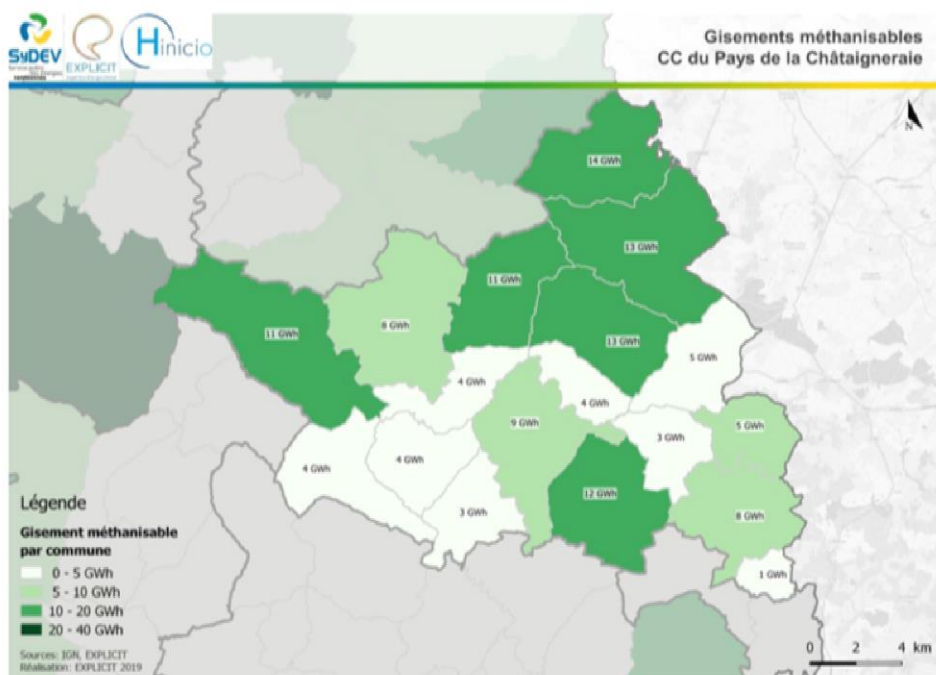 SyDEV
EXPLICIT
Hinicio
Gisements méthanisables
CC du Pays de la Châtaigneraie
N
14 GWh
13 GWh
11 GWh
11 GWh
8 GWh
13 GWh
5 GWh
4 GWh
4 GWh
9 GWh
5 GWh
3 GWh
4 GWh
4 GWh
12 GWh
3 GWh
8 GWh
1 GWh
Légende
Gisement méthanisable
par commune
0 - 5 GWh
5 - 10 GWh
10 - 20 GWh
20 - 40 GWh
Sources: IGN, EXPLICIT
Réalisation: EXPLICIT 2019
0 2 4 km